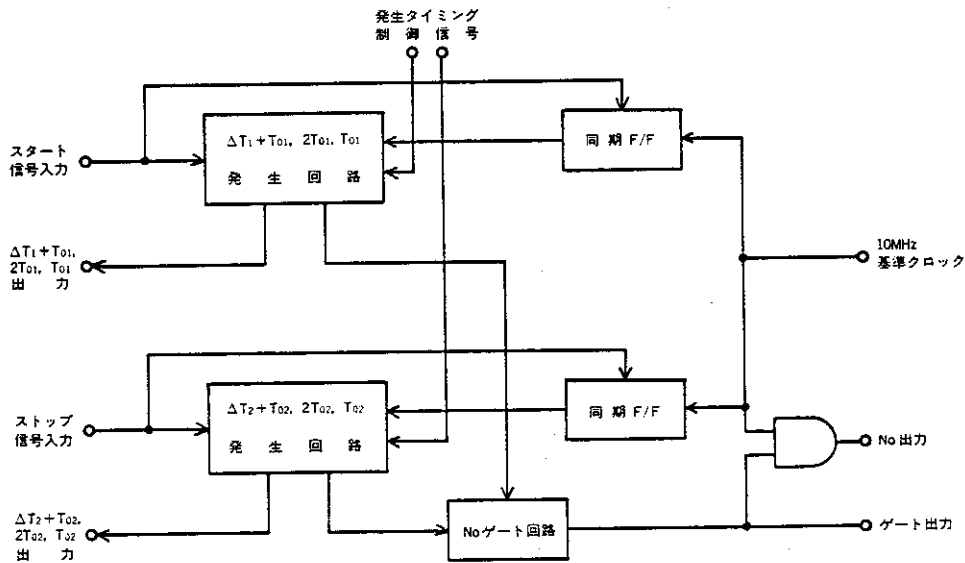 発生タイミング
制御信号
スタート
信号入力
ΔT₁+T₀₁, 2T₀₁, T₀₁
発生回路
同期 F/F
ΔT₁+T₀₁,
2T₀₁, T₀₁
出力
10MHz
基準クロック
ストップ
信号入力
ΔT₂+T₀₂, 2T₀₂, T₀₂
発生回路
同期 F/F
No出力
ΔT₂+T₀₂,
2T₀₂, T₀₂
出力
Noゲート回路
ゲート出力